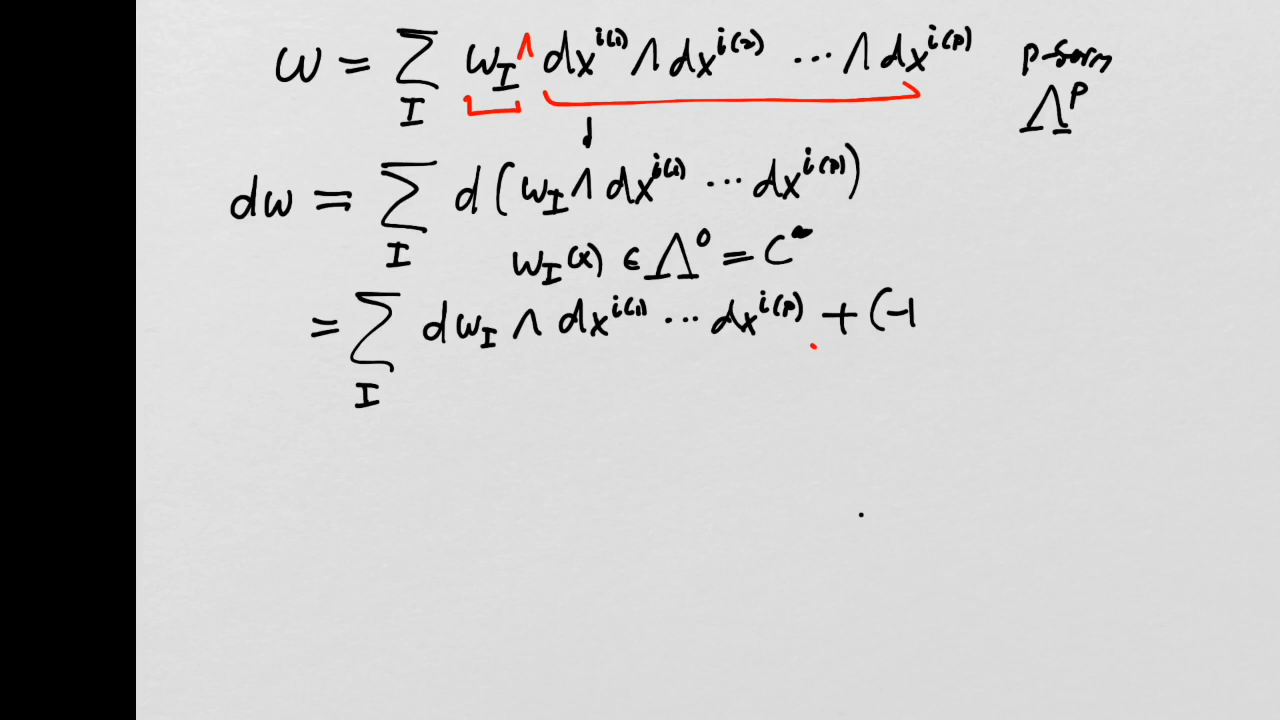 ω = Σ_I ω_I ∧ dx^{i(1)} ∧ dx^{i(2)} ⋯ ∧ dx^{i(p)} p-form
Λ^p
dω = Σ_I d(ω_I ∧ dx^{i(1)} ⋯ dx^{i(p)})
ω_I(x) ∈ Λ^0 = C^∞
= Σ_I dω_I ∧ dx^{i(1)} ⋯ dx^{i(p)} + (-1